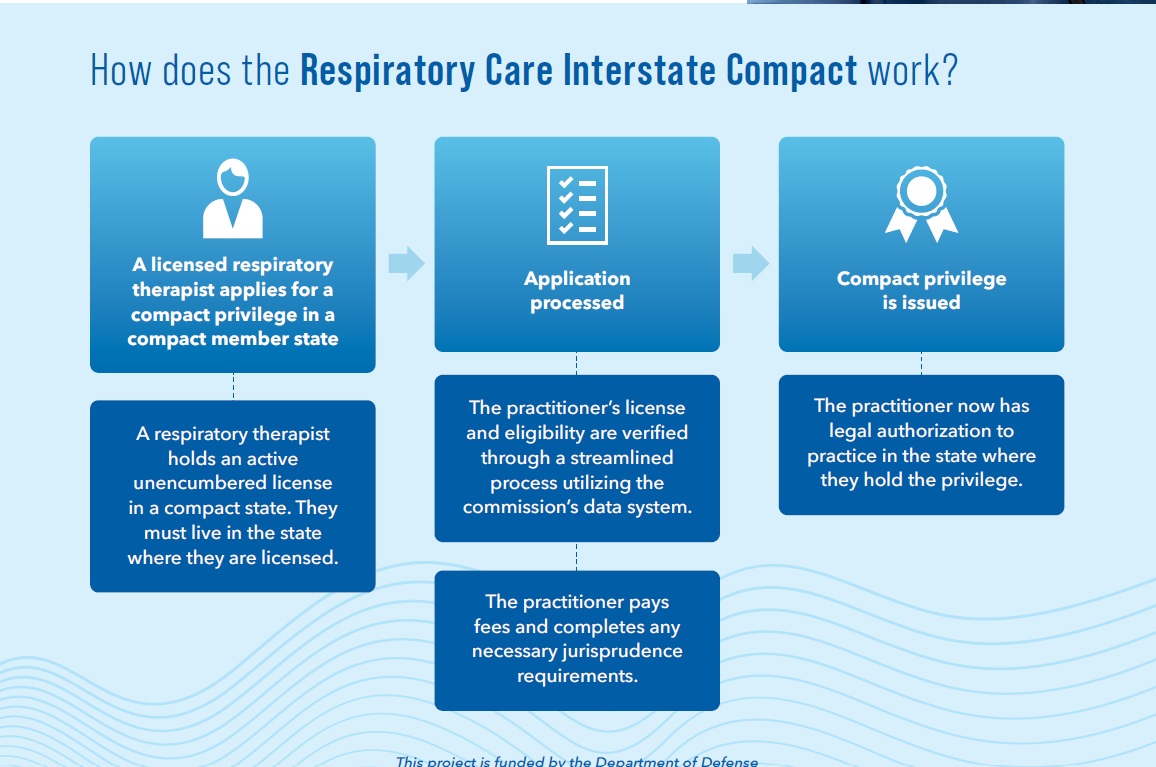 How does the Respiratory Care Interstate Compact work?
A licensed respiratory
therapist applies for a
compact privilege in a
compact member state
A respiratory therapist
holds an active
unencumbered license
in a compact state. They
must live in the state
where they are licensed.
Application
processed
The practitioner’s license
and eligibility are verified
through a streamlined
process utilizing the
commission’s data system.
The practitioner pays
fees and completes any
necessary jurisprudence
requirements.
Compact privilege
is issued
The practitioner now has
legal authorization to
practice in the state where
they hold the privilege.
This project is funded by the Department of Defense